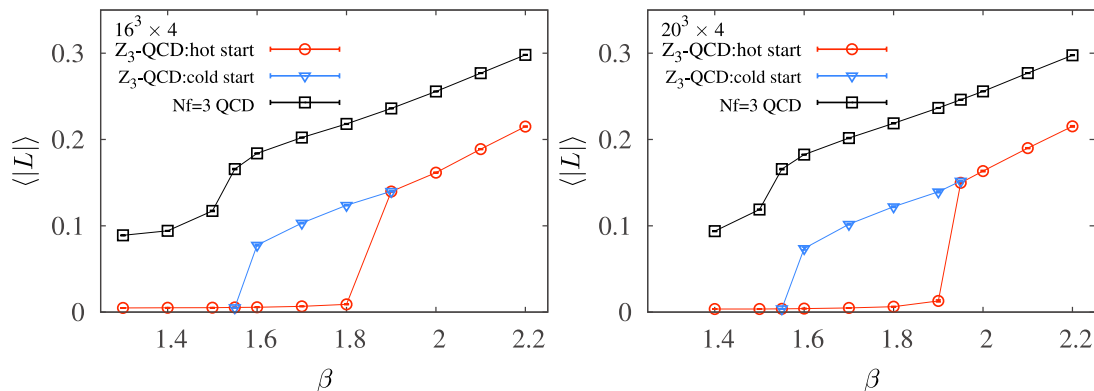 16³ × 4
Z₃-QCD:hot start
Z₃-QCD:cold start
Nf=3 QCD
0.3
0.2
0.1
0
⟨|L|⟩
1.4 1.6 1.8 2 2.2
β
20³ × 4
Z₃-QCD:hot start
Z₃-QCD:cold start
Nf=3 QCD
0.3
0.2
0.1
0
⟨|L|⟩
1.4 1.6 1.8 2 2.2
β